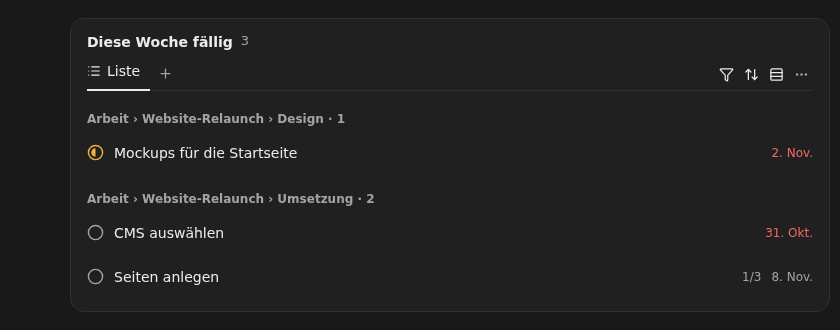 Diese Woche fällig 3
Liste +
Arbeit › Website-Relaunch › Design · 1
Mockups für die Startseite 2. Nov.
Arbeit › Website-Relaunch › Umsetzung · 2
CMS auswählen 31. Okt.
Seiten anlegen 1/3 8. Nov.